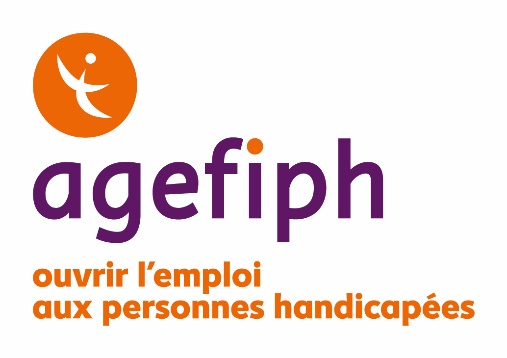 agefiph
ouvrir l'emploi
aux personnes handicapées